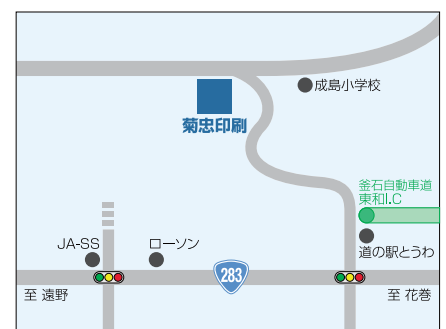 成島小学校
菊忠印刷
釜石自動車道
東和I.C
道の駅とうわ
JA-SS
ローソン
283
至 遠野
至 花巻